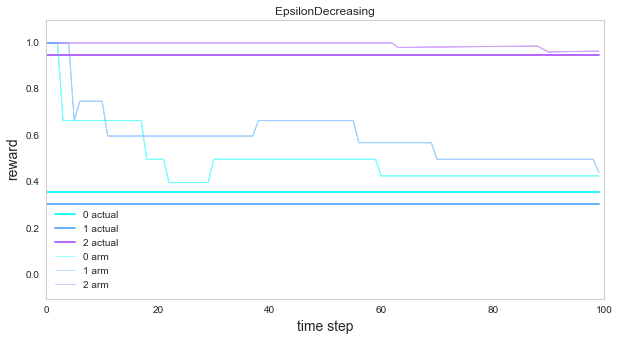 EpsilonDecreasing
reward
1.0
0.8
0.6
0.4
0.2
0.0
0 actual
1 actual
2 actual
0 arm
1 arm
2 arm
0 20 40 60 80 100
time step